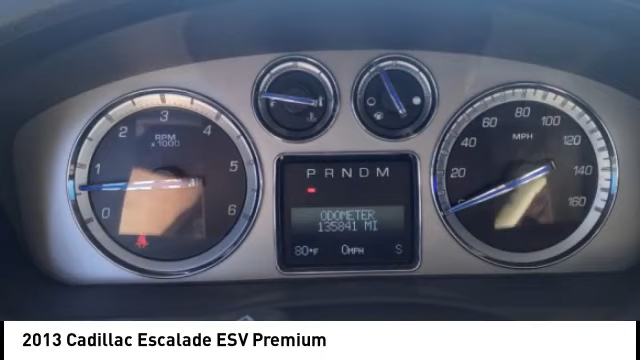 RPM
x 1000
0
1
2
3
4
5
6
P R N D M
ODOMETER
135841 MI
80°F 0MPH S
MPH
20
40
60
80
100
120
140
160
2013 Cadillac Escalade ESV Premium